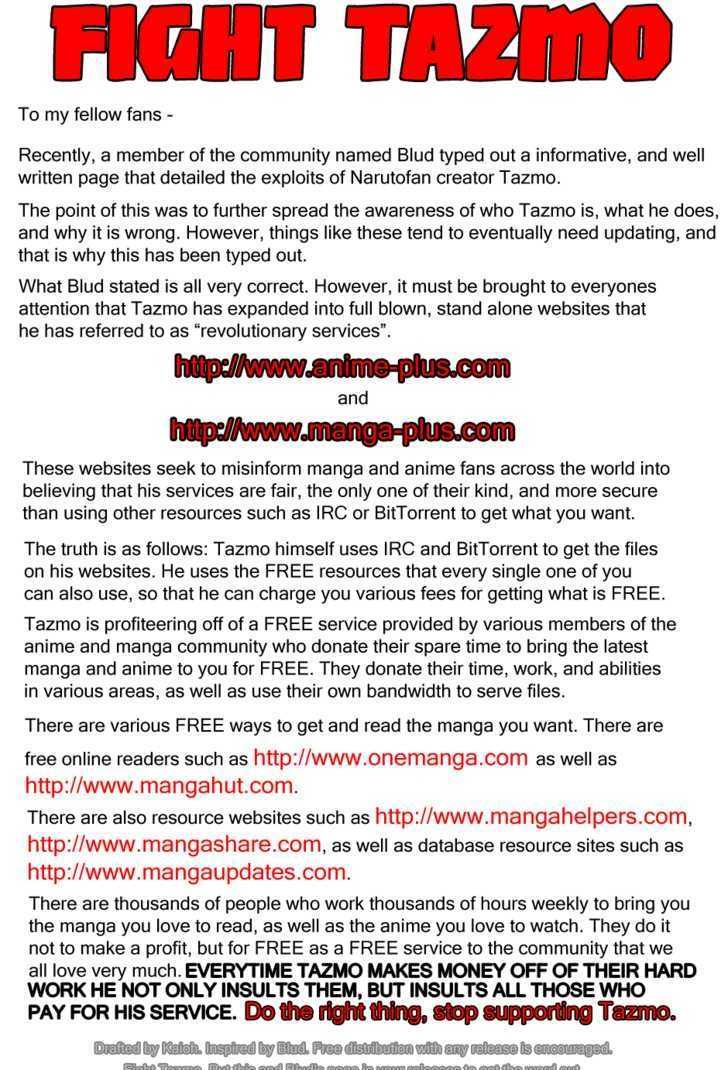 FIGHT TAZMO
To my fellow fans -
Recently, a member of the community named Blud typed out a informative, and well
written page that detailed the exploits of Narutofan creator Tazmo.
The point of this was to further spread the awareness of who Tazmo is, what he does,
and why it is wrong. However, things like these tend to eventually need updating, and
that is why this has been typed out.
What Blud stated is all very correct. However, it must be brought to everyones
attention that Tazmo has expanded into full blown, stand alone websites that
he has referred to as “revolutionary services”.
http://www.anime-plus.com
and
http://www.manga-plus.com
These websites seek to misinform manga and anime fans across the world into
believing that his services are fair, the only one of their kind, and more secure
than using other resources such as IRC or BitTorrent to get what you want.
The truth is as follows: Tazmo himself uses IRC and BitTorrent to get the files
on his websites. He uses the FREE resources that every single one of you
can also use, so that he can charge you various fees for getting what is FREE.
Tazmo is profiteering off of a FREE service provided by various members of the
anime and manga community who donate their spare time to bring the latest
manga and anime to you for FREE. They donate their time, work, and abilities
in various areas, as well as use their own bandwidth to serve files.
There are various FREE ways to get and read the manga you want. There are
free online readers such as http://www.onemanga.com as well as
http://www.mangahut.com.
There are also resource websites such as http://www.mangahelpers.com,
http://www.mangashare.com, as well as database resource sites such as
http://www.mangaupdates.com.
There are thousands of people who work thousands of hours weekly to bring you
the manga you love to read, as well as the anime you love to watch. They do it
not to make a profit, but for FREE as a FREE service to the community that we
all love very much. EVERYTIME TAZMO MAKES MONEY OFF OF THEIR HARD
WORK HE NOT ONLY INSULTS THEM, BUT INSULTS ALL THOSE WHO
PAY FOR HIS SERVICE. Do the right thing, stop supporting Tazmo.
Drafted by Kaioh. Inspired by Blud. Free distribution with any release is encouraged.
Fight Tazmo. Put this and Blud's page in your releases to get the word out.